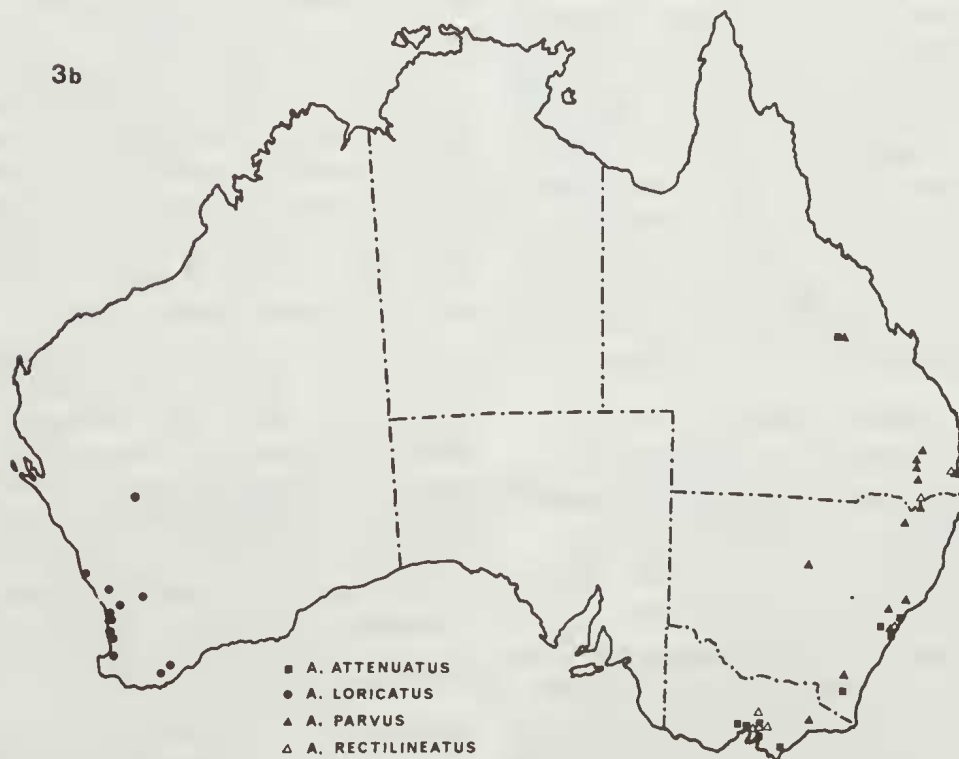 3b
A. ATTENUATUS
A. LORICATUS
A. PARVUS
A. RECTILINEATUS